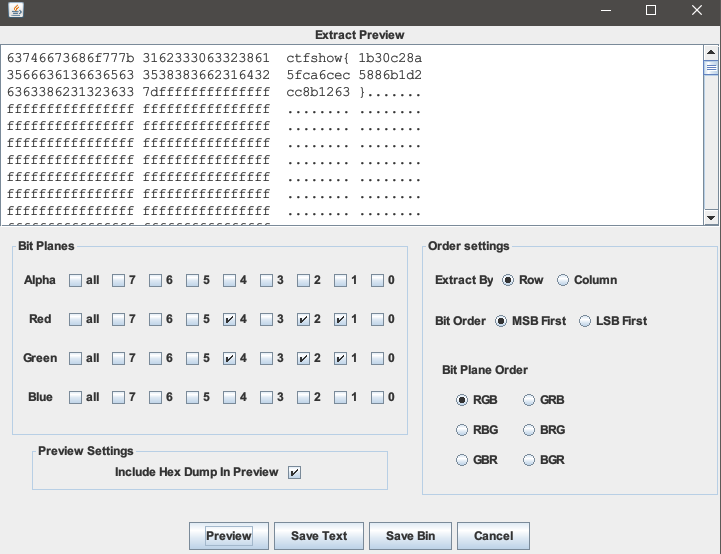 Extract Preview
63746673686f777b 3162333063323861 ctfshow{ 1b30c28a
3566636136636563 3538383662316432 5fca6cec 5886b1d2
6363386231323633 7dffffffffffffff cc8b1263 }.......
ffffffffffffffff ffffffffffffffff ........ ........
ffffffffffffffff ffffffffffffffff ........ ........
ffffffffffffffff ffffffffffffffff ........ ........
ffffffffffffffff ffffffffffffffff ........ ........
ffffffffffffffff ffffffffffffffff ........ ........
ffffffffffffffff ffffffffffffffff ........ ........
ffffffffffffffff ffffffffffffffff ........ ........
Bit Planes
Alpha all 7 6 5 4 3 2 1 0
Red all 7 6 5 4 3 2 1 0
Green all 7 6 5 4 3 2 1 0
Blue all 7 6 5 4 3 2 1 0
Preview Settings
Include Hex Dump In Preview
Order settings
Extract By Row Column
Bit Order MSB First LSB First
Bit Plane Order
RGB GRB
RBG BRG
GBR BGR
Preview Save Text Save Bin Cancel